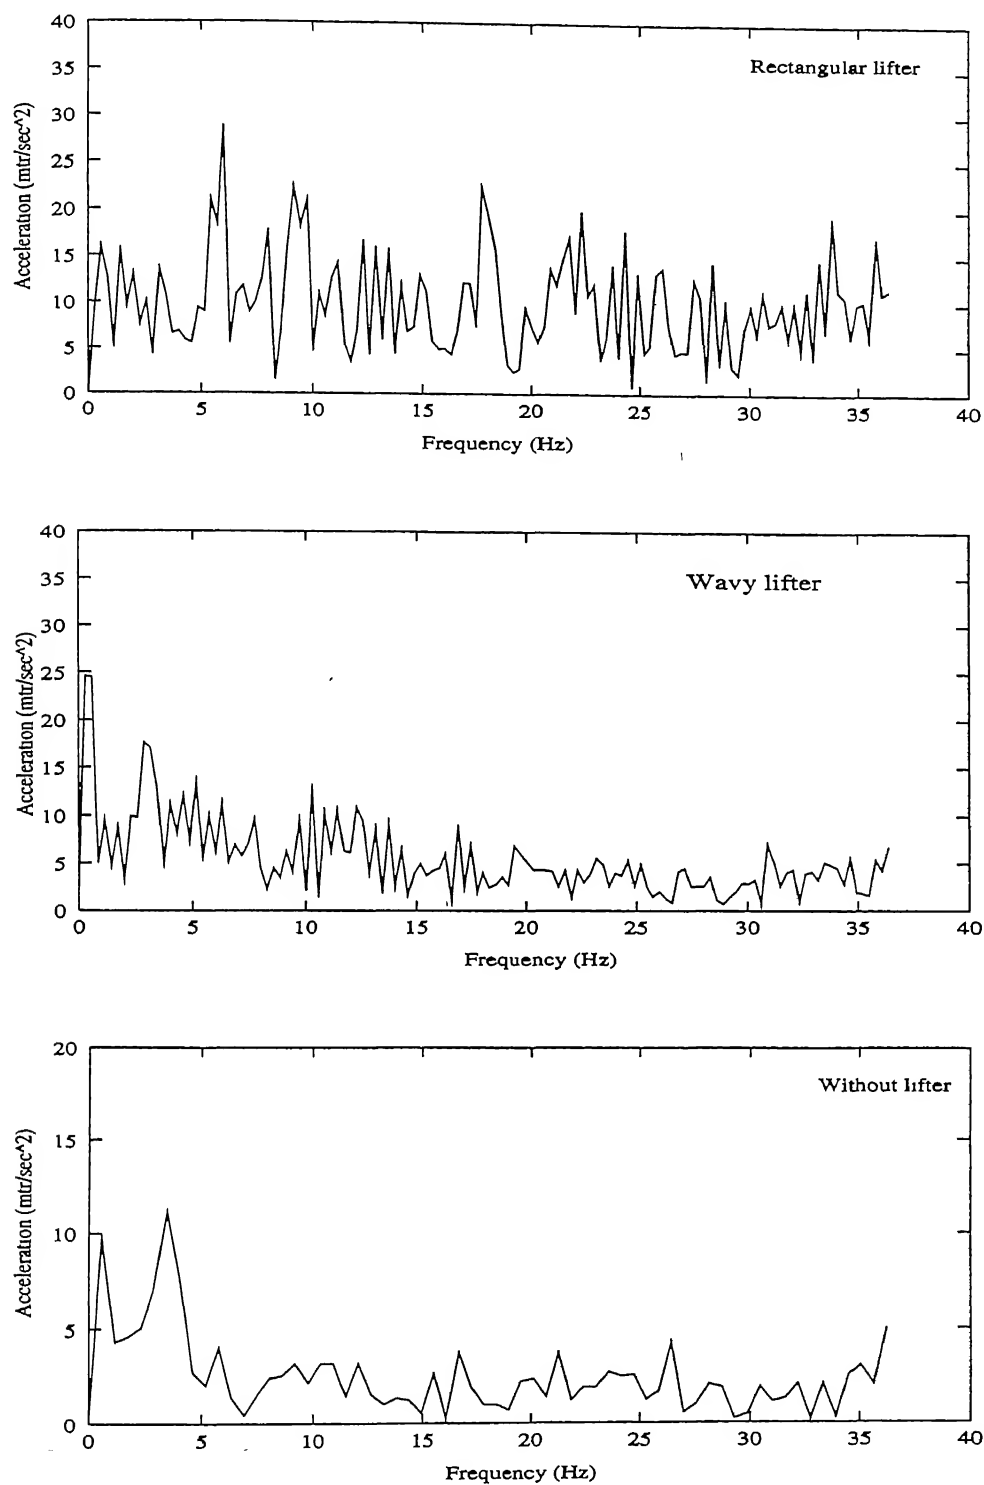 40
Rectangular lifter
35
30
25
20
15
10
5
0
Acceleration (mtr/sec^2)
0 5 10 15 20 25 30 35 40
Frequency (Hz)
40
Wavy lifter
35
30
25
20
15
10
5
0
Acceleration (mtr/sec^2)
0 5 10 15 20 25 30 35 40
Frequency (Hz)
20
Without lifter
15
10
5
0
Acceleration (mtr/sec^2)
0 5 10 15 20 25 30 35 40
Frequency (Hz)